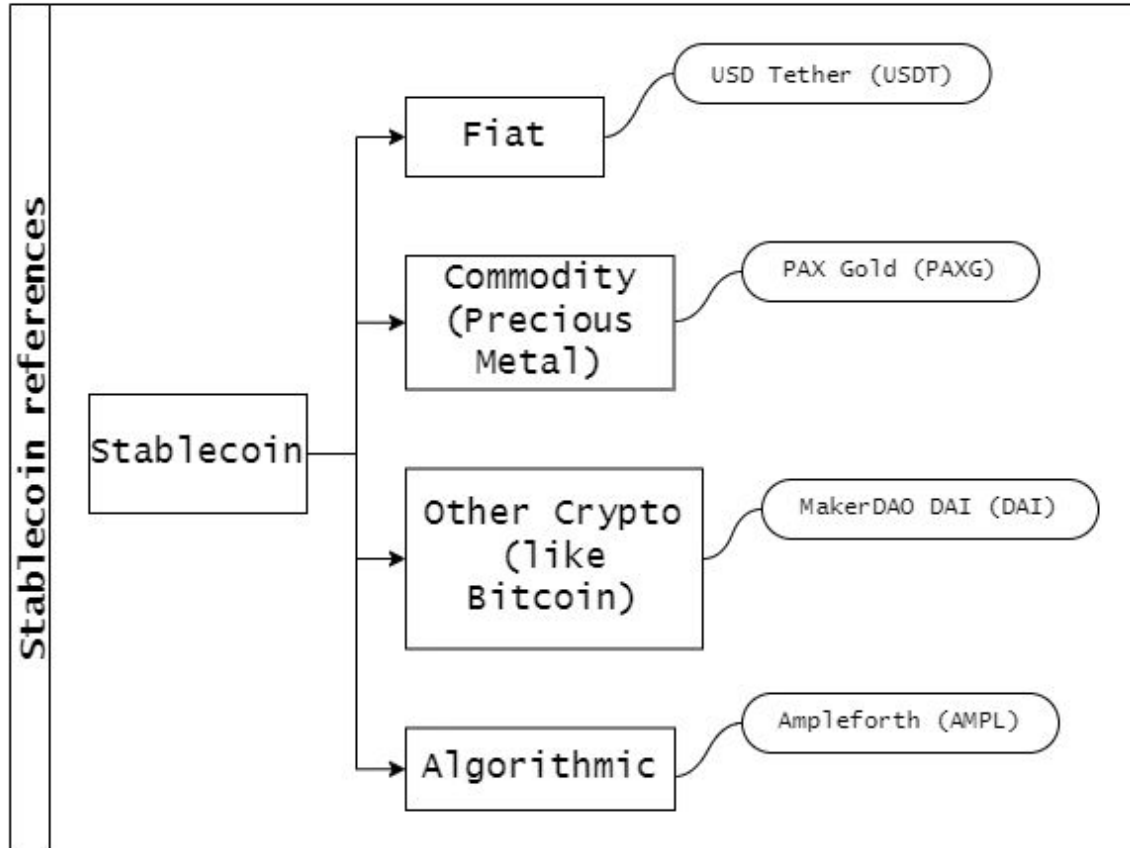 Stablecoin references
Stablecoin
Fiat
USD Tether (USDT)
Commodity
(Precious
Metal)
PAX Gold (PAXG)
Other Crypto
(like
Bitcoin)
MakerDAO DAI (DAI)
Algorithmic
Ampleforth (AMPL)